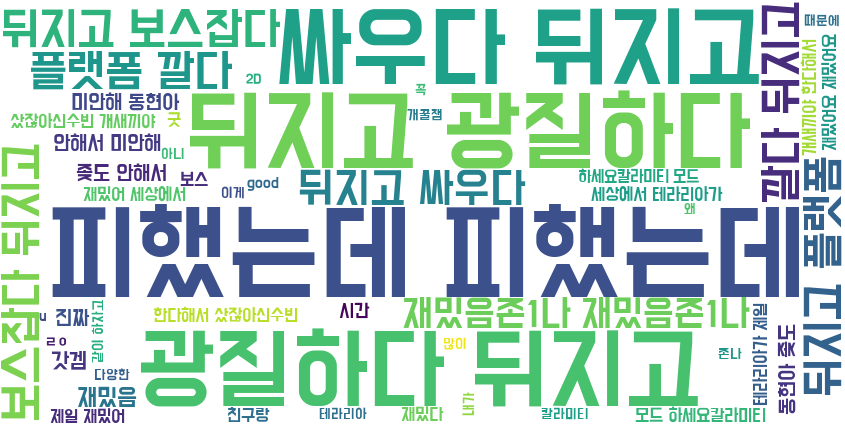 뒤지고 보스잡다
싸우다 뒤지고
깔다 뒤지고
때문에
플랫폼 깔다
2D
꼭
미안해 동현아
뒤지고 광질하다
개꼴잼
개새끼야 한다해서
재밌어요 재밌어요
샀잖아신수빈 개새끼야
굿
안해서 미안해
아니
좆도 안해서
보스
뒤지고 싸우다
하세요칼라미티 모드
재밌어 세상에서
이게
good
세상에서 테라리아가
왜
플랫폼
보스잡다 뒤지고
피했는데 피했는데
뒤지고
ㄴ
진짜
같이 하자고
한다해서 샀잖아신수빈
시간
재밌음존1나 재밌음존1나
테라리아가 제일
동현아 좆도
ㄹㅇ
갓겜
광질하다 뒤지고
많이
존나
다양한
재밌음
내가
제일 재밌어
친구랑
테라리아
재밌다
칼라미티
모드 하세요칼라미티